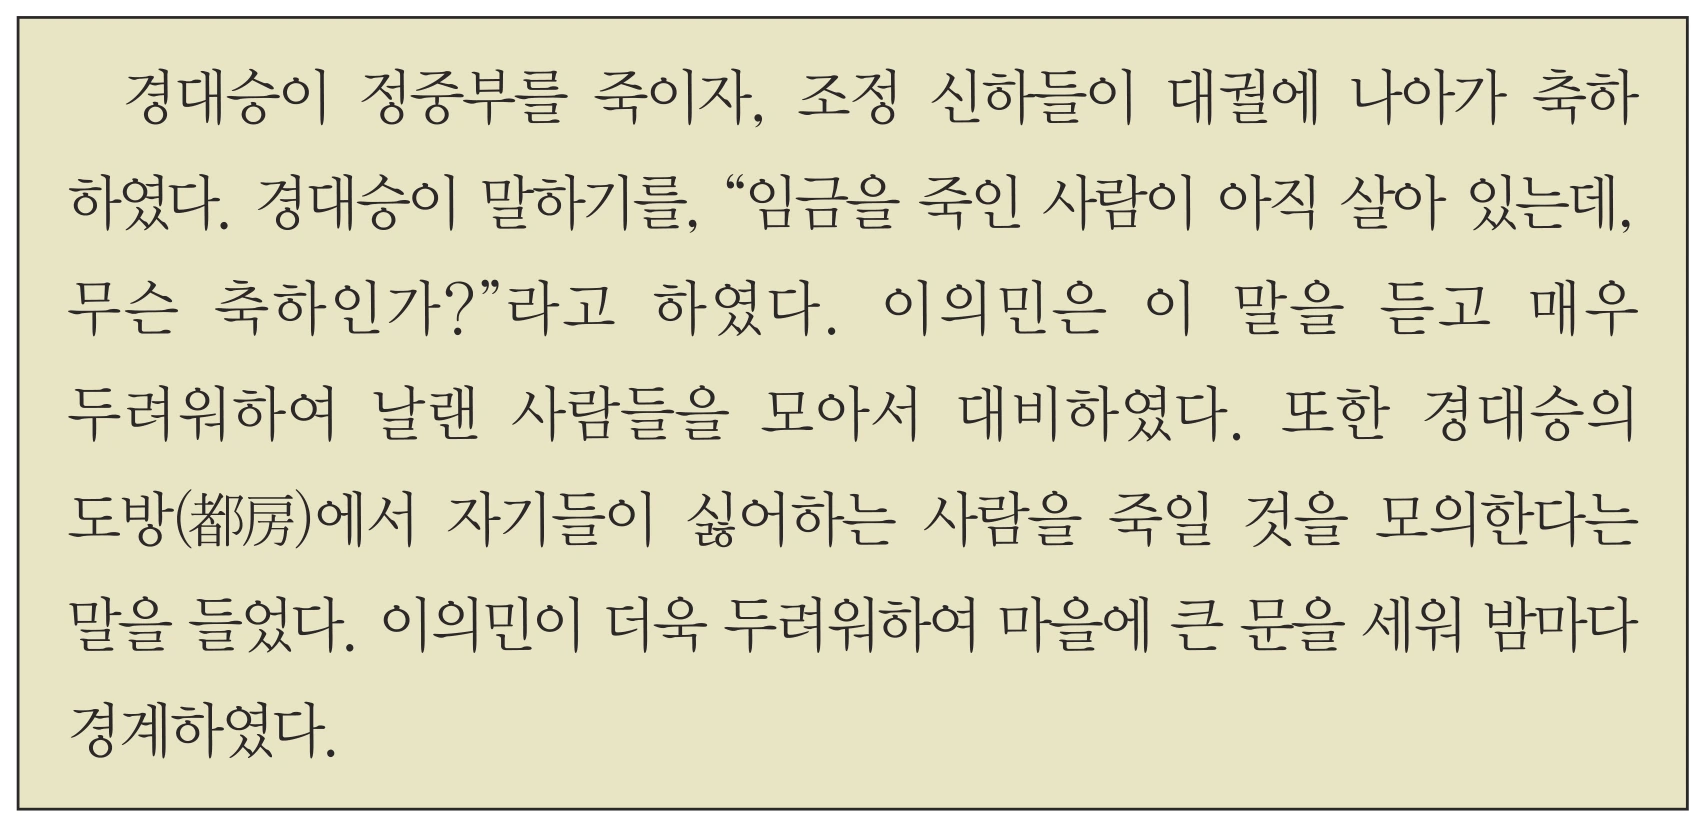 경대승이 정중부를 죽이자, 조정 신하들이 대궐에 나아가 축하
하였다. 경대승이 말하기를, “임금을 죽인 사람이 아직 살아 있는데,
무슨 축하인가?”라고 하였다. 이의민은 이 말을 듣고 매우
두려워하여 날랜 사람들을 모아서 대비하였다. 또한 경대승의
도방(都房)에서 자기들이 싫어하는 사람을 죽일 것을 모의한다는
말을 들었다. 이의민이 더욱 두려워하여 마을에 큰 문을 세워 밤마다
경계하였다.